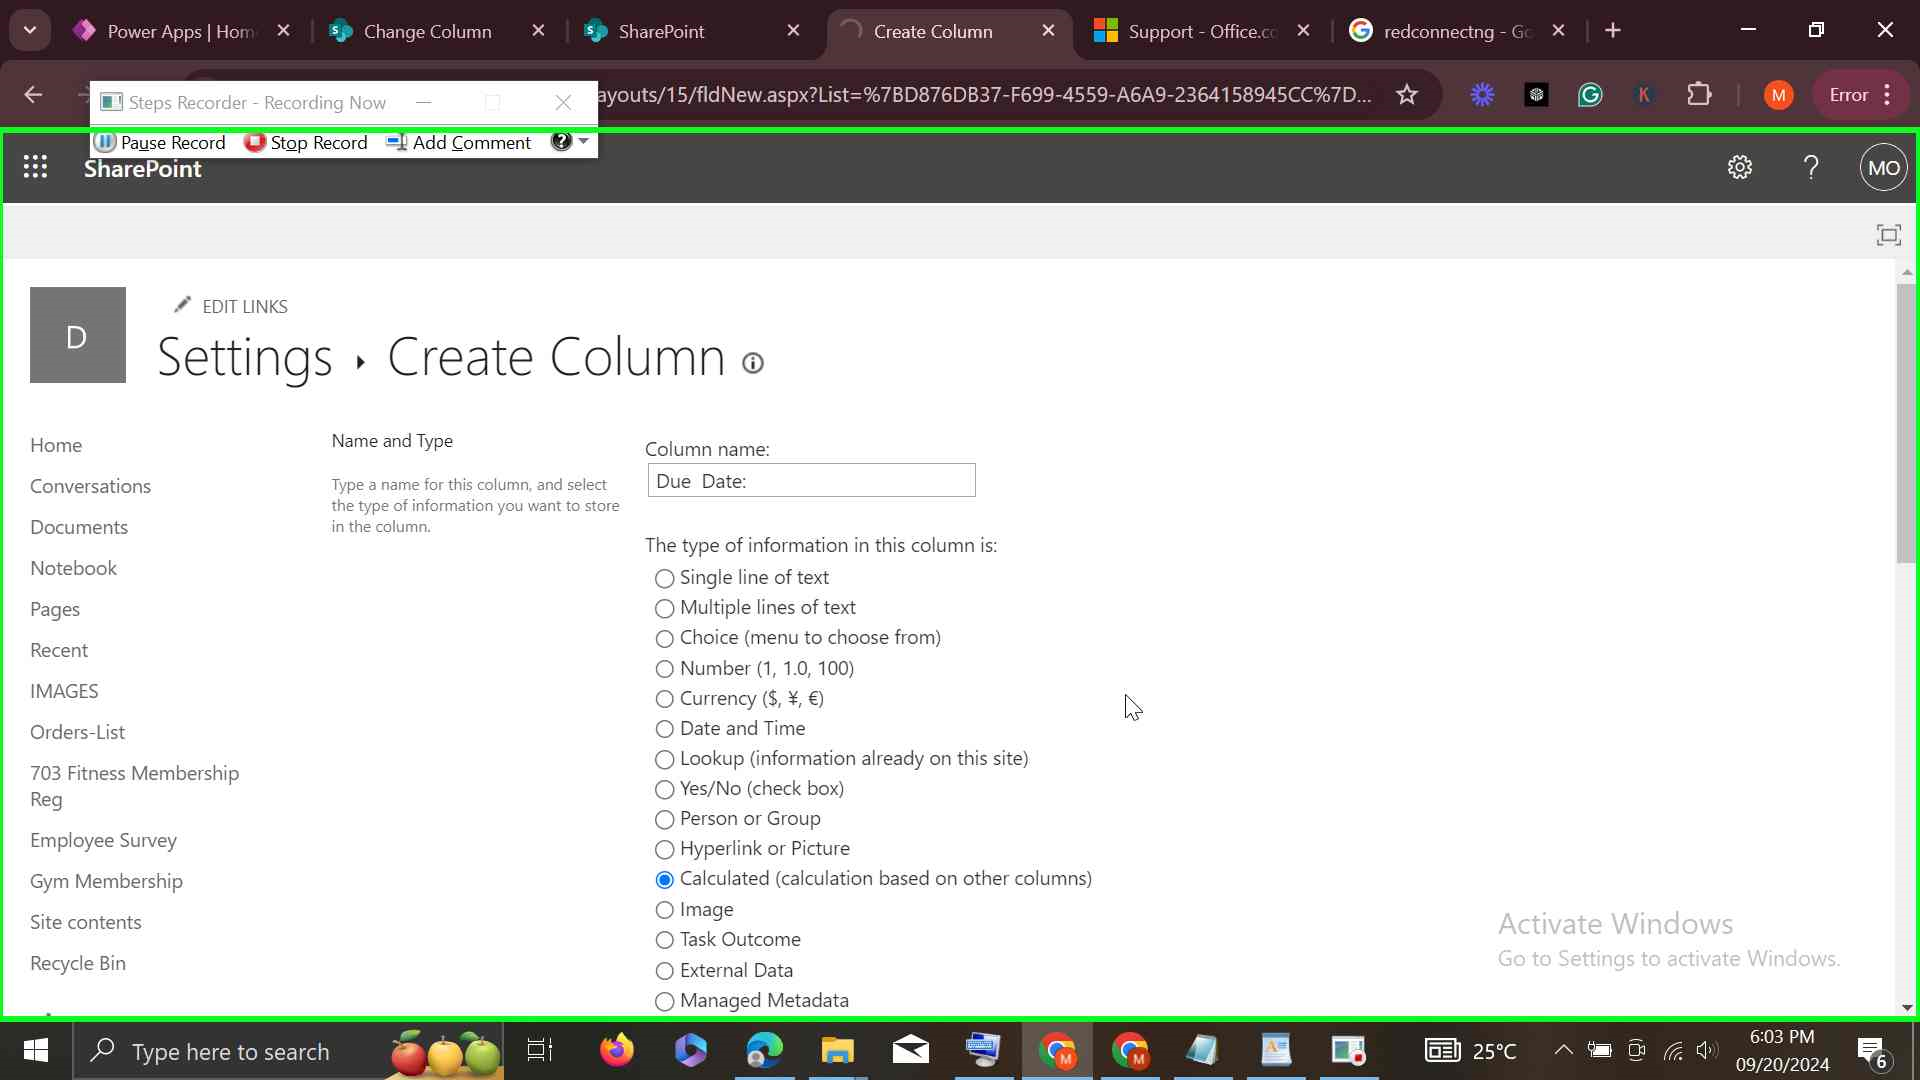 Power Apps | Hom
Change Column
SharePoint
Create Column
Support - Office.co
redconnectng - Go
Steps Recorder - Recording Now
ayouts/15/fldNew.aspx?List=%7BD876DB37-F699-4559-A6A9-2364158945CC%7D...
M
Error
Pause Record
Stop Record
Add Comment
SharePoint
MO
D
EDIT LINKS
Settings ▸ Create Column
Home
Conversations
Documents
Notebook
Pages
Recent
IMAGES
Orders-List
703 Fitness Membership
Reg
Employee Survey
Gym Membership
Site contents
Recycle Bin
Name and Type
Type a name for this column, and select
the type of information you want to store
in the column.
Column name:
Due  Date:
The type of information in this column is:
Single line of text
Multiple lines of text
Choice (menu to choose from)
Number (1, 1.0, 100)
Currency ($, ¥, €)
Date and Time
Lookup (information already on this site)
Yes/No (check box)
Person or Group
Hyperlink or Picture
Calculated (calculation based on other columns)
Image
Task Outcome
External Data
Managed Metadata
Activate Windows
Go to Settings to activate Windows.
Type here to search
25°C
6:03 PM
09/20/2024
6